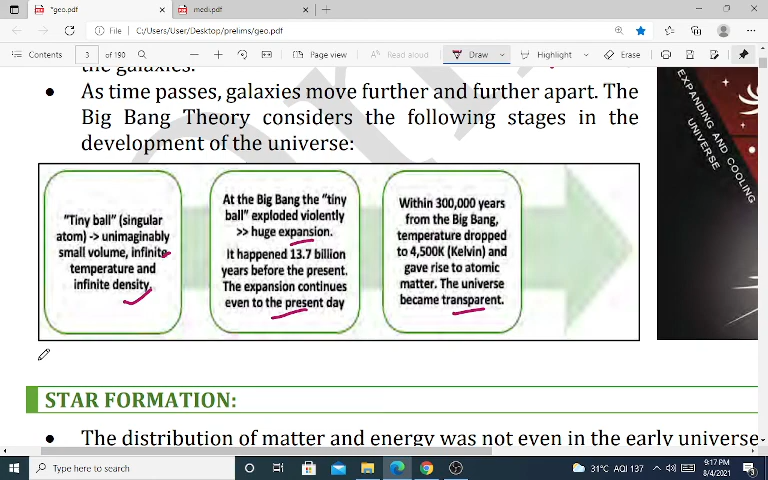 *geo.pdf
medi.pdf
File
C:/Users/User/Desktop/prelims/geo.pdf
Contents
3
of 190
Page view
Read aloud
Draw
Highlight
Erase
the galaxies.
As time passes, galaxies move further and further apart. The
Big Bang Theory considers the following stages in the
development of the universe:
"Tiny ball" (singular
atom) -> unimaginably
small volume, infinite
temperature and
infinite density.
At the Big Bang the "tiny
ball" exploded violently
>> huge expansion.
It happened 13.7 billion
years before the present.
The expansion continues
even to the present day
Within 300,000 years
from the Big Bang,
temperature dropped
to 4,500K (Kelvin) and
gave rise to atomic
matter. The universe
became transparent.
EXPANDING AND COOLING
UNIVERSE
STAR FORMATION:
The distribution of matter and energy was not even in the early universe
Type here to search
31°C AQI 137
9:17 PM
8/4/2021